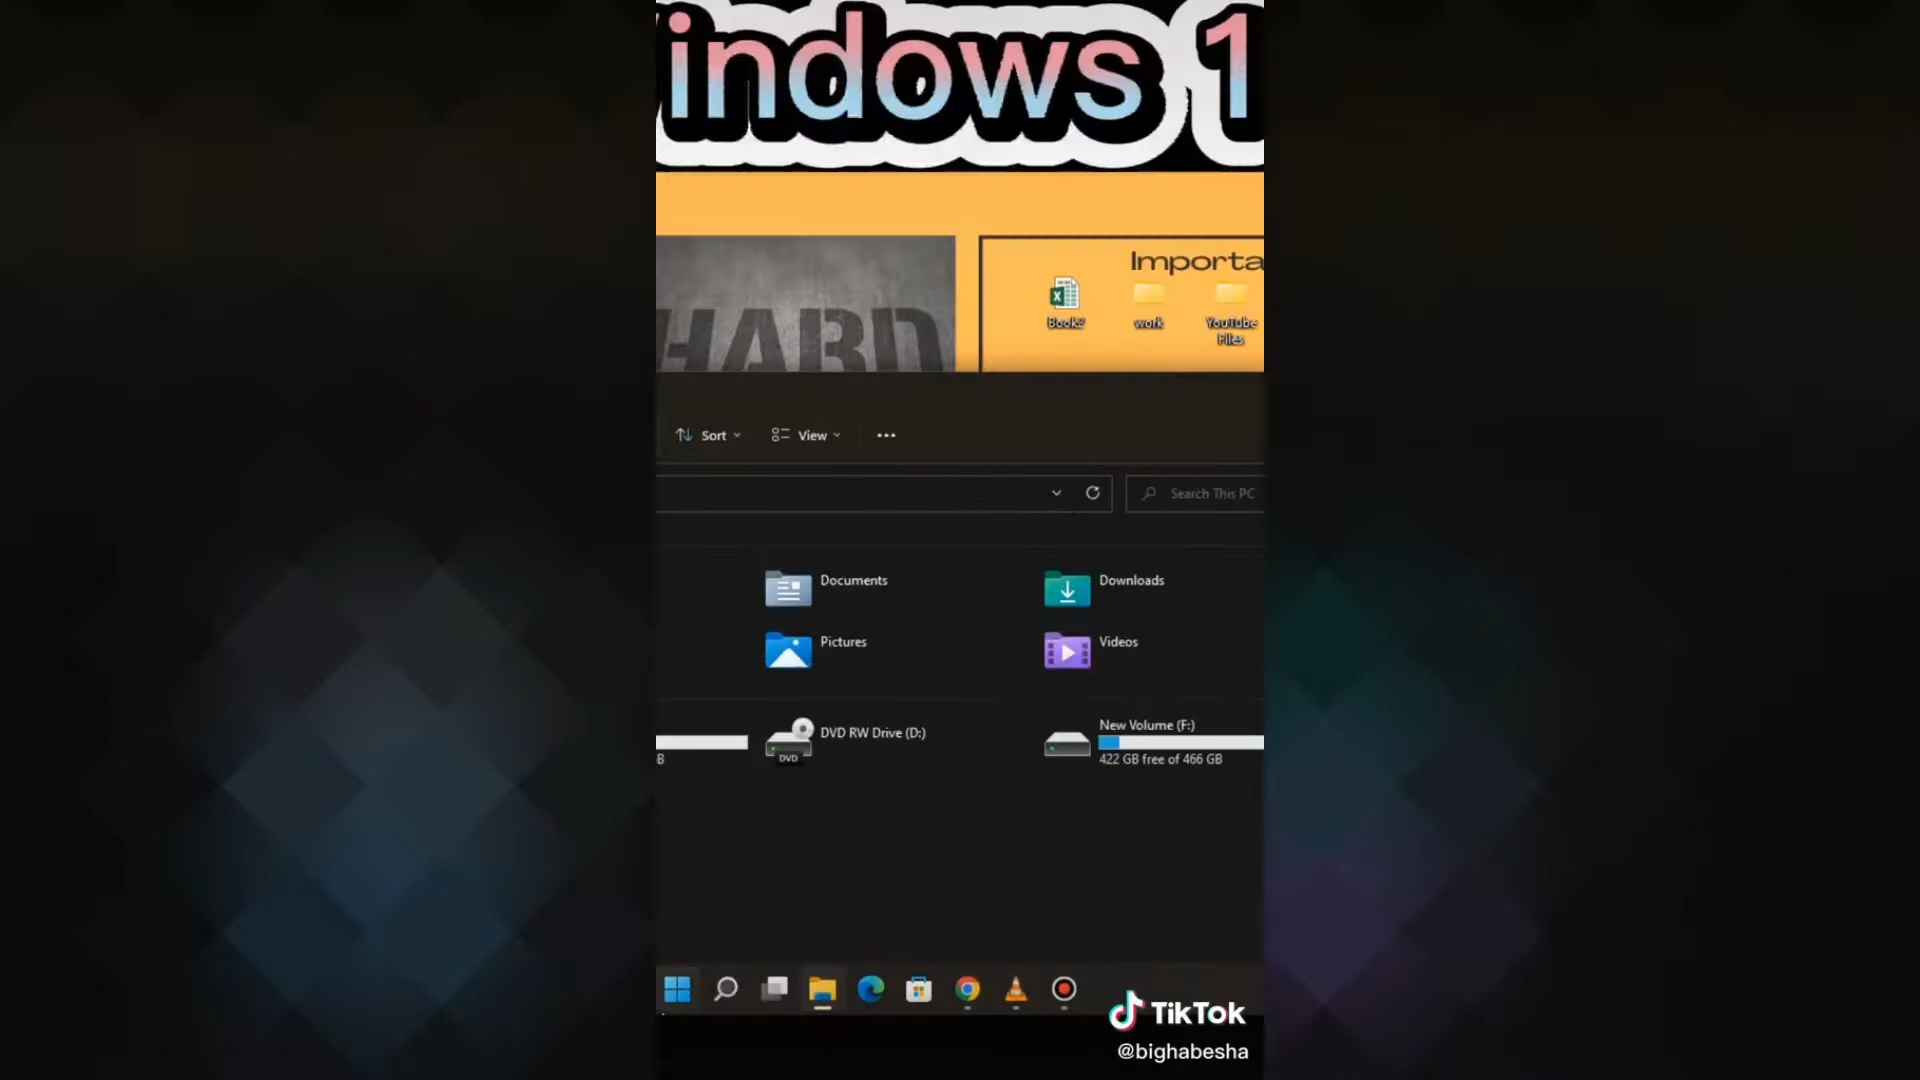 indows 1
HARD
Importa
Book2
work
YouTube
Files
Sort
View
Search This PC
Documents
Downloads
Pictures
Videos
DVD RW Drive (D:)
DVD
New Volume (F:)
B
422 GB free of 466 GB
TikTok
@bighabesha